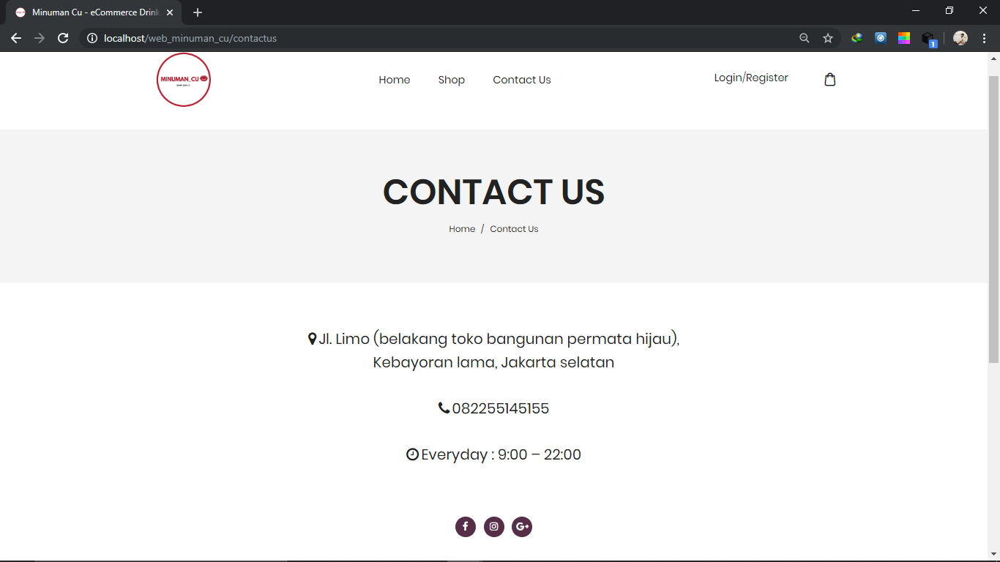 Minuman Cu - eCommerce Drink
localhost/web_minuman_cu/contactus
1
MINUMAN_CU
Home Shop Contact Us Login/Register
CONTACT US
Home / Contact Us
Jl. Limo (belakang toko bangunan permata hijau),
Kebayoran lama, Jakarta selatan
082255145155
Everyday : 9:00 – 22:00
f G+